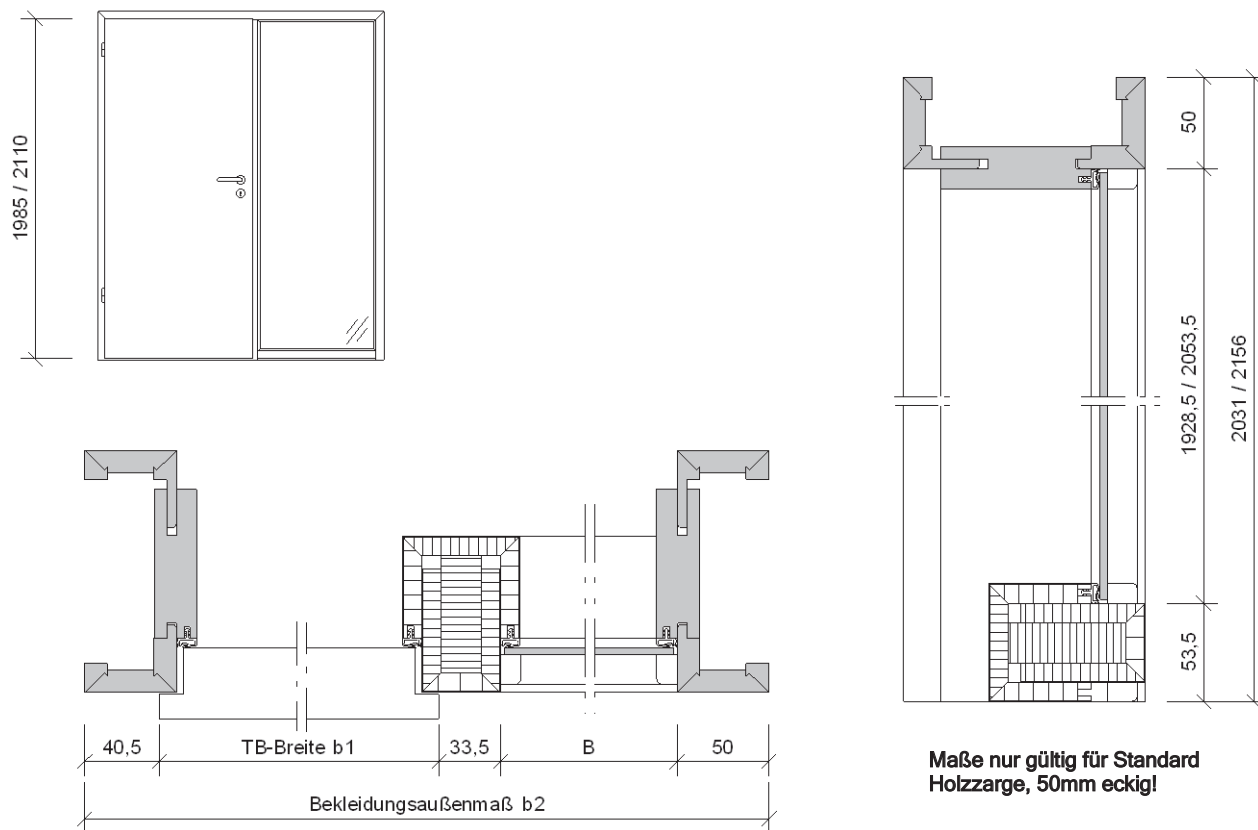 1985 / 2110
50
1928,5 / 2053,5
2031 / 2156
53,5
40,5
TB-Breite b1
33,5
B
50
Bekleidungsaußenmaß b2
Maße nur gültig für Standard
Holzzarge, 50mm eckig!